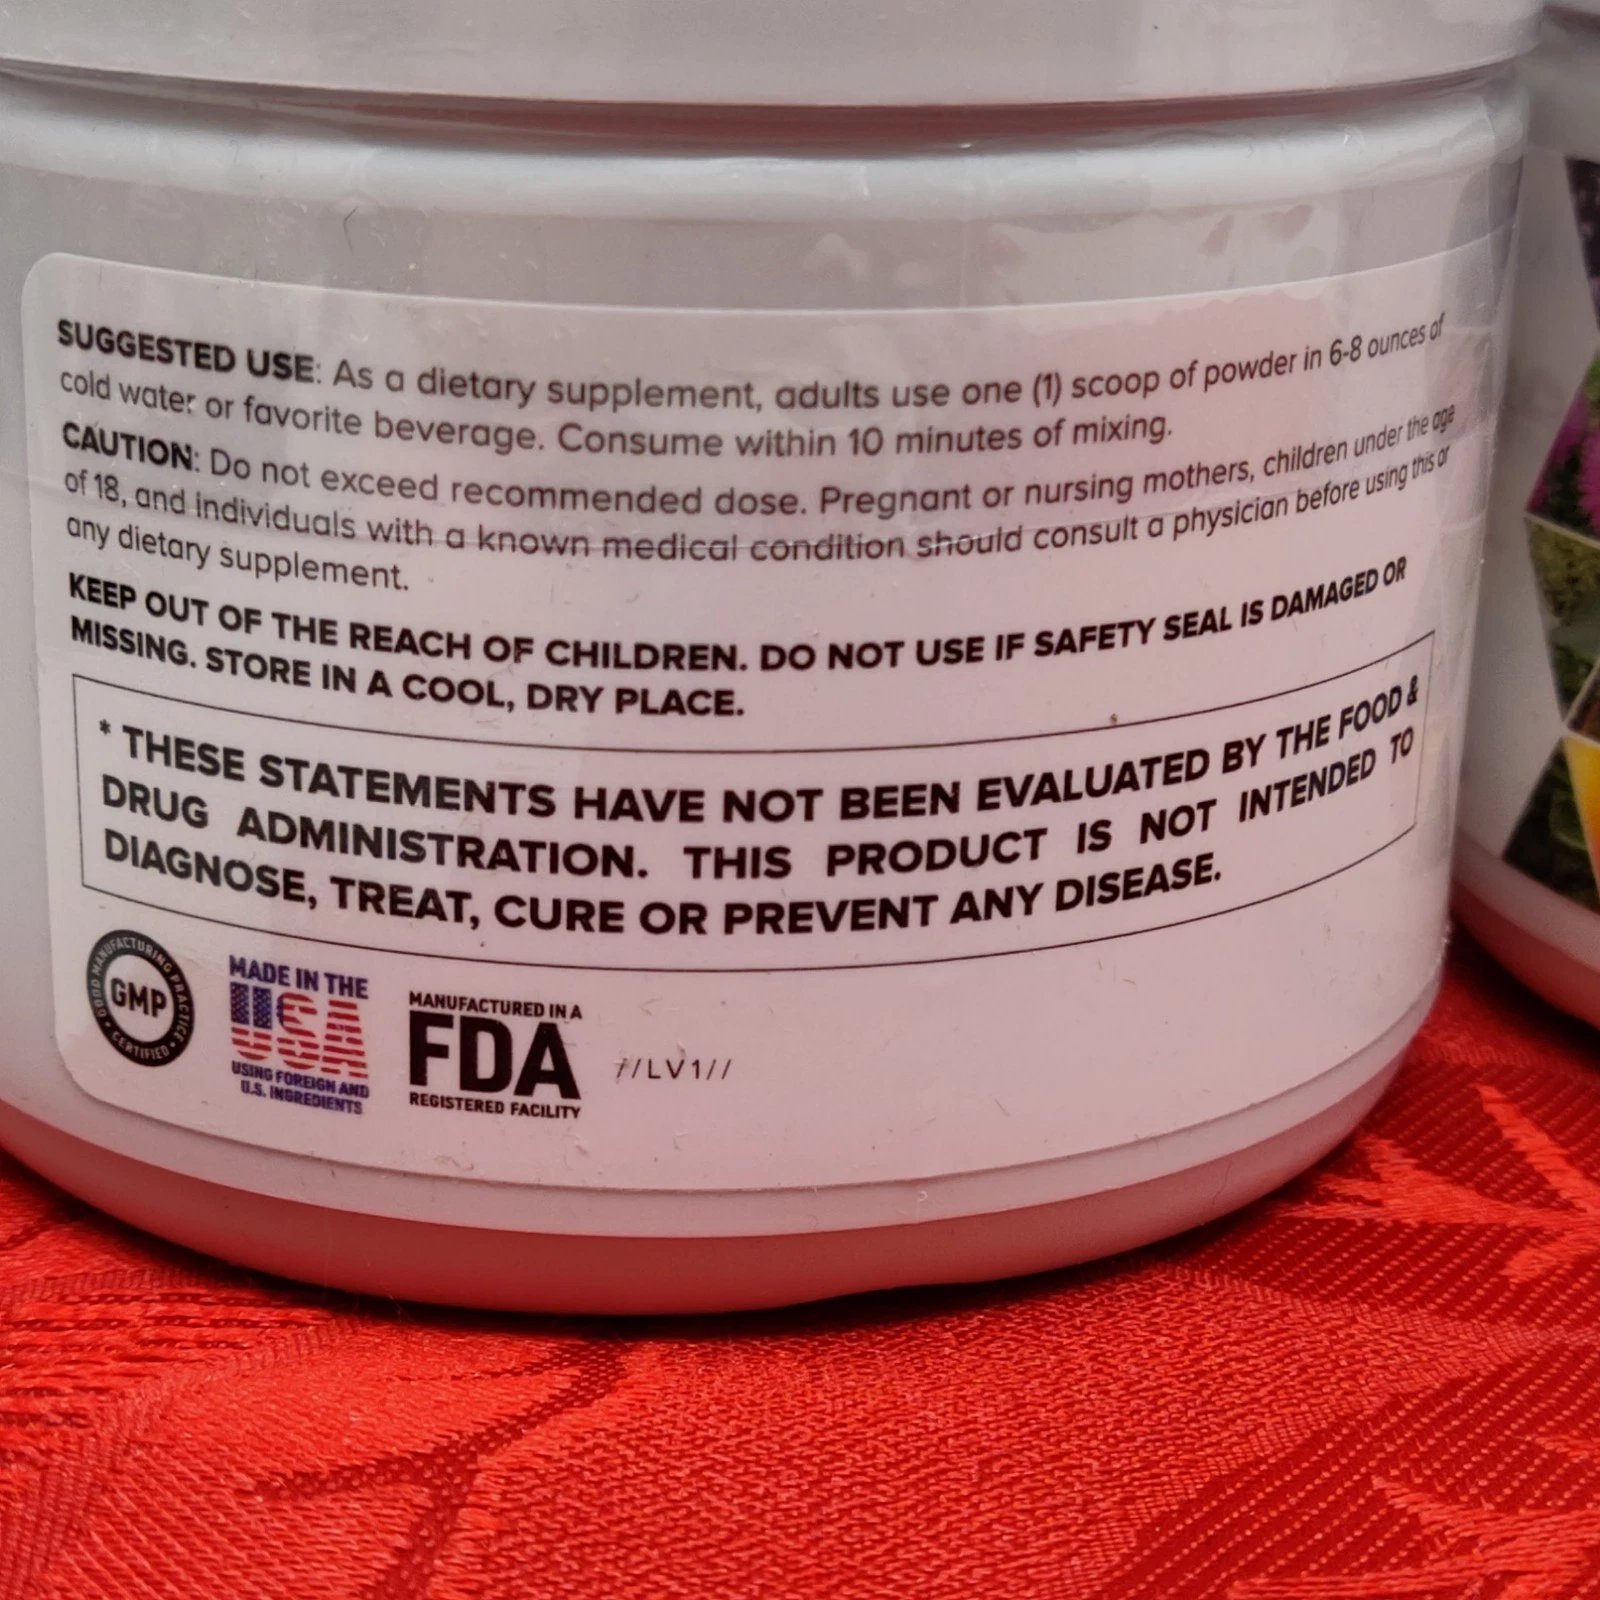 SUGGESTED USE: As a dietary supplement, adults use one (1) scoop of powder in 6-8 ounces of
cold water or favorite beverage. Consume within 10 minutes of mixing.
CAUTION: Do not exceed recommended dose. Pregnant or nursing mothers, children under the age
of 18, and individuals with a known medical condition should consult a physician before using this or
any dietary supplement.
KEEP OUT OF THE REACH OF CHILDREN. DO NOT USE IF SAFETY SEAL IS DAMAGED OR
MISSING. STORE IN A COOL, DRY PLACE.
* THESE STATEMENTS HAVE NOT BEEN EVALUATED BY THE FOOD &
DRUG ADMINISTRATION. THIS PRODUCT IS NOT INTENDED TO
DIAGNOSE, TREAT, CURE OR PREVENT ANY DISEASE.
GOOD MANUFACTURING PRACTICE
GMP
• CERTIFIED •
MADE IN THE
USA
USING FOREIGN AND
U.S. INGREDIENTS
MANUFACTURED IN A
FDA
REGISTERED FACILITY
//LV1//